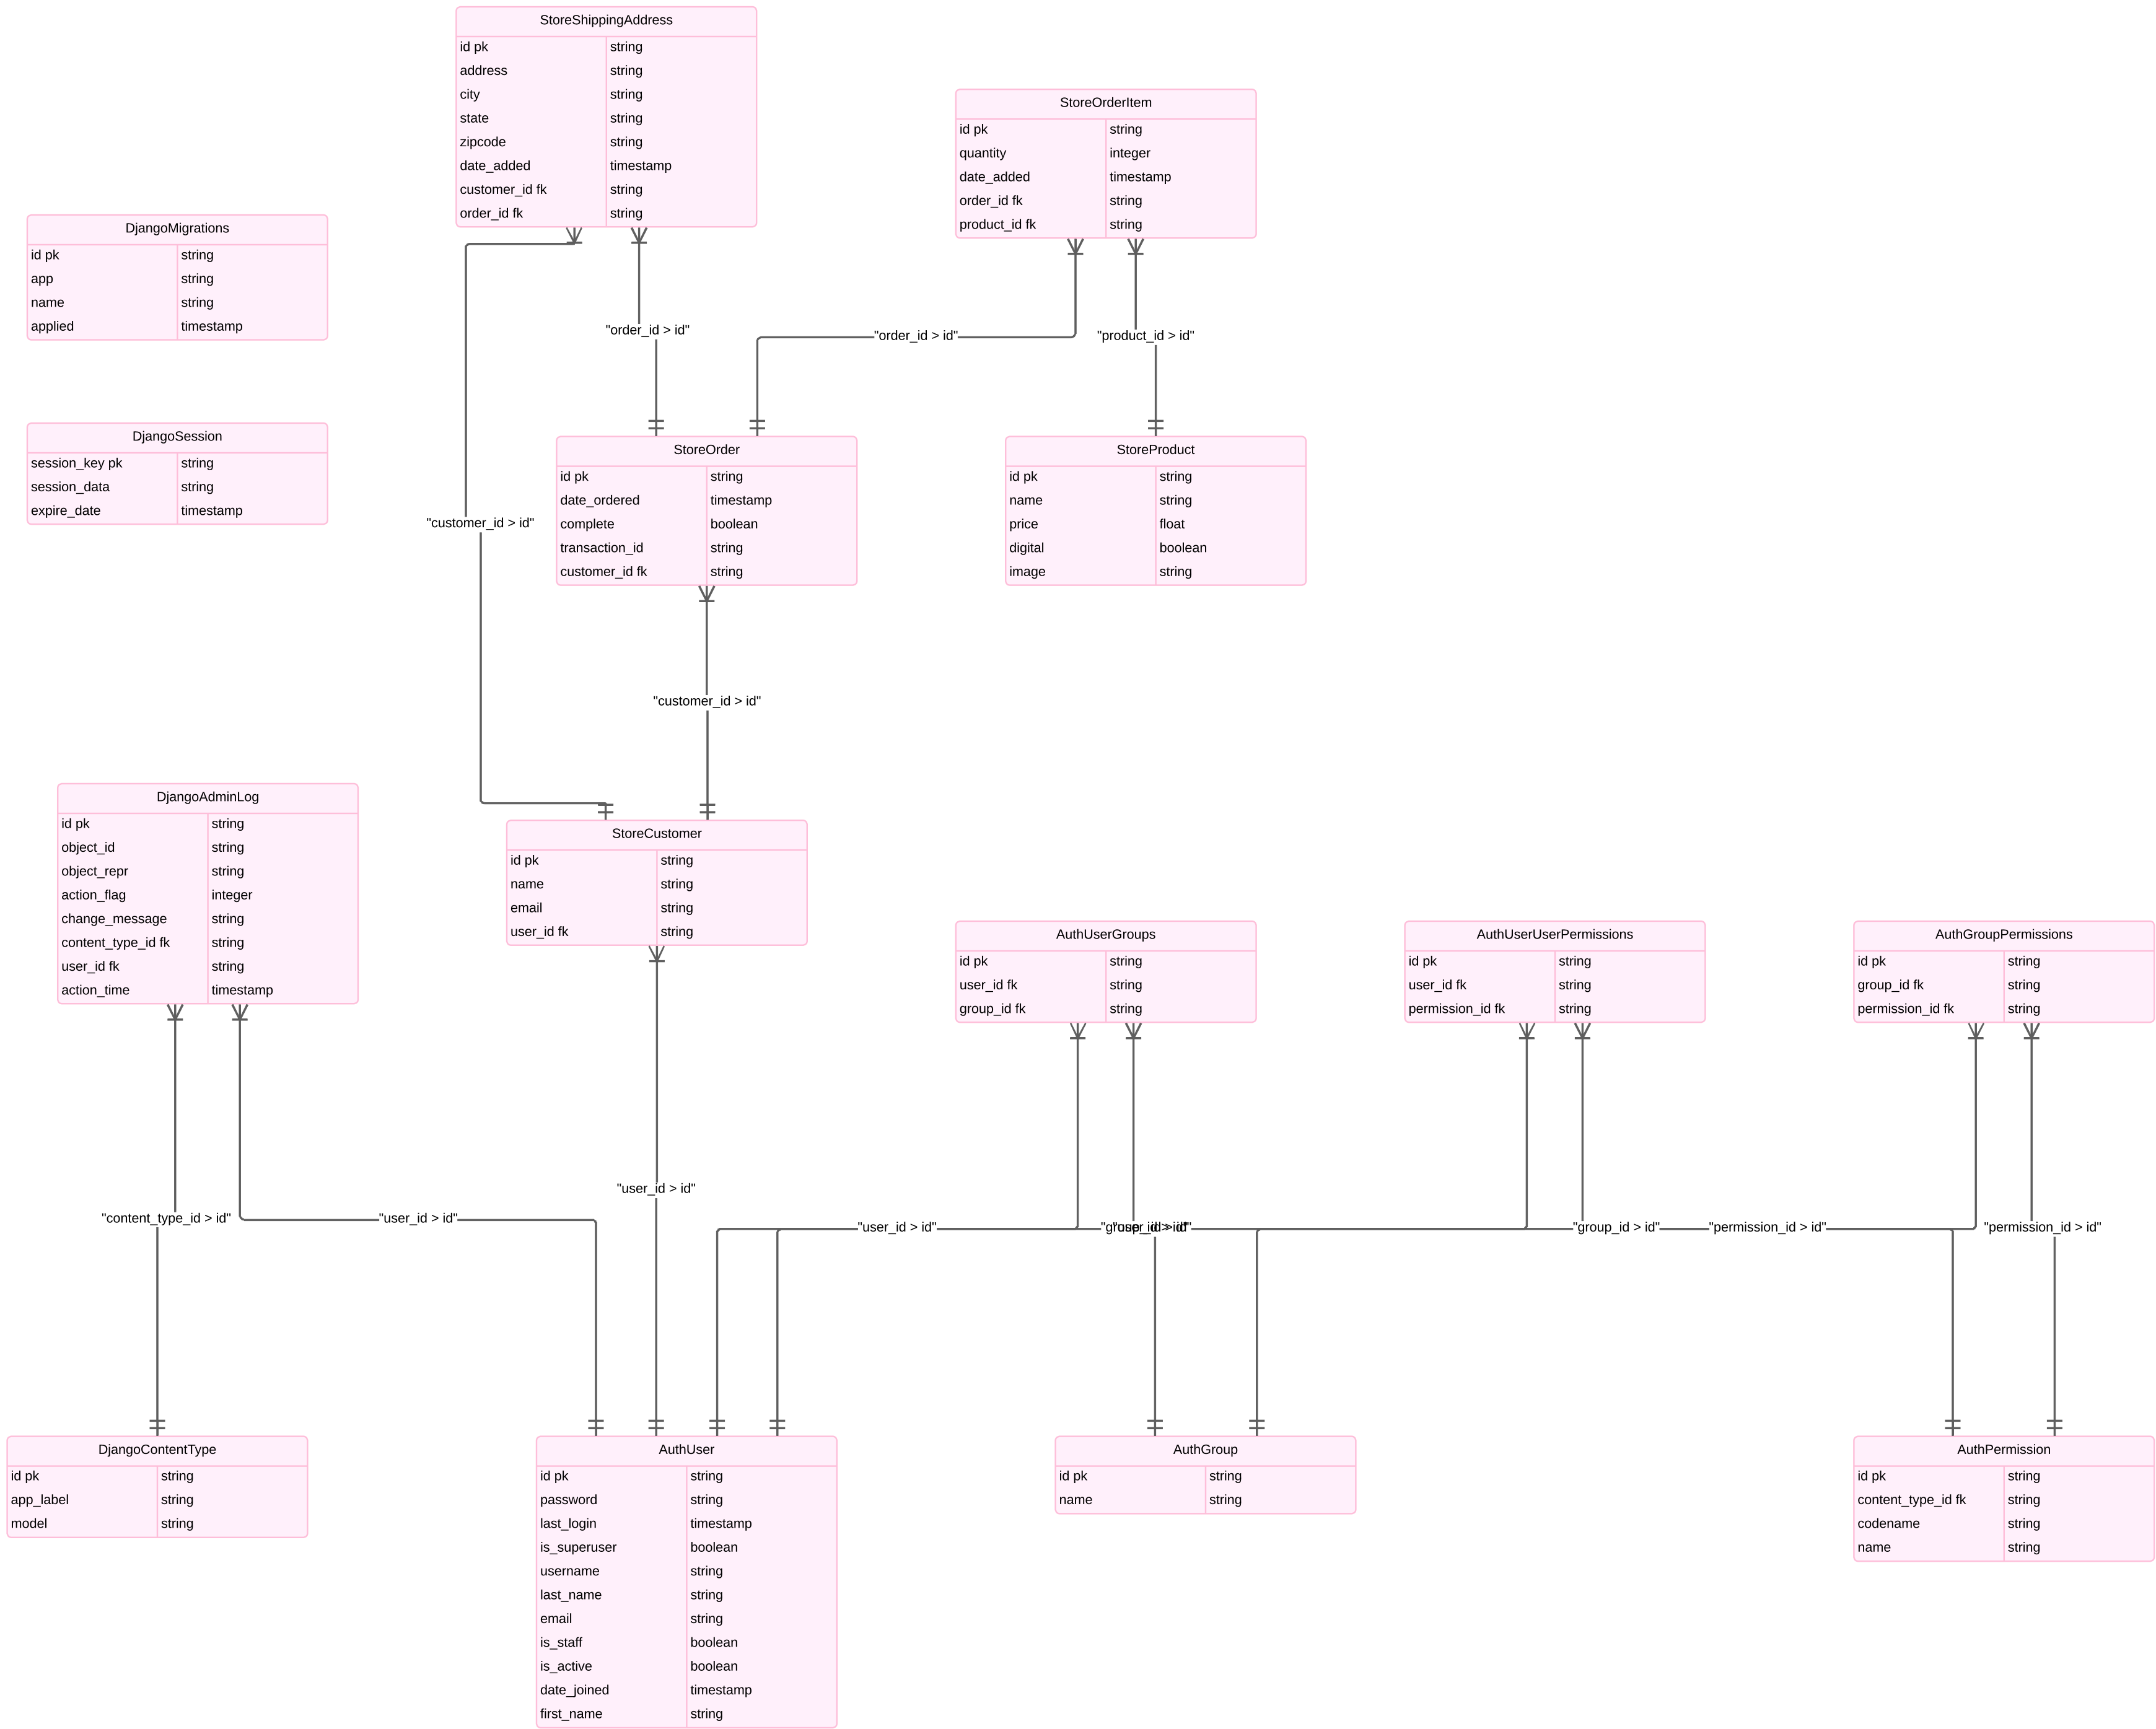 StoreShippingAddress
id pk string
address string
city string
state string
zipcode string
date_added timestamp
customer_id fk string
order_id fk string
StoreOrderItem
id pk string
quantity integer
date_added timestamp
order_id fk string
product_id fk string
DjangoMigrations
id pk string
app string
name string
applied timestamp
"order_id > id"
"order_id > id"
"product_id > id"
DjangoSession
session_key pk string
session_data string
expire_date timestamp
StoreOrder
id pk string
date_ordered timestamp
complete boolean
transaction_id string
customer_id fk string
StoreProduct
id pk string
name string
price float
digital boolean
image string
"customer_id > id"
"customer_id > id"
DjangoAdminLog
id pk string
object_id string
object_repr string
action_flag integer
change_message string
content_type_id fk string
user_id fk string
action_time timestamp
StoreCustomer
id pk string
name string
email string
user_id fk string
AuthUserGroups
id pk string
user_id fk string
group_id fk string
AuthUserUserPermissions
id pk string
user_id fk string
permission_id fk string
AuthGroupPermissions
id pk string
group_id fk string
permission_id fk string
"user_id > id"
"content_type_id > id"
"user_id > id"
"user_id > id"
"group_id > id"
"user_id > id"
"group_id > id"
"permission_id > id"
"permission_id > id"
DjangoContentType
id pk string
app_label string
model string
AuthUser
id pk string
password string
last_login timestamp
is_superuser boolean
username string
last_name string
email string
is_staff boolean
is_active boolean
date_joined timestamp
first_name string
AuthGroup
id pk string
name string
AuthPermission
id pk string
content_type_id fk string
codename string
name string